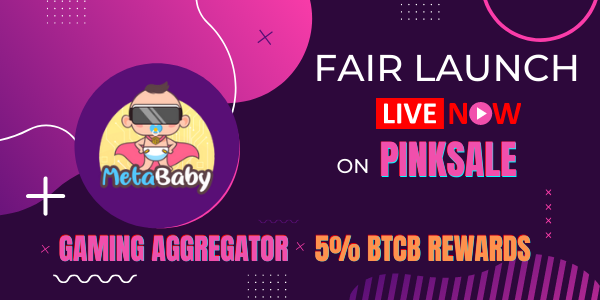 FAIR LAUNCH
LIVE NOW
ON PINKSALE
MetaBaby
GAMING AGGREGATOR
5% BTCB REWARDS